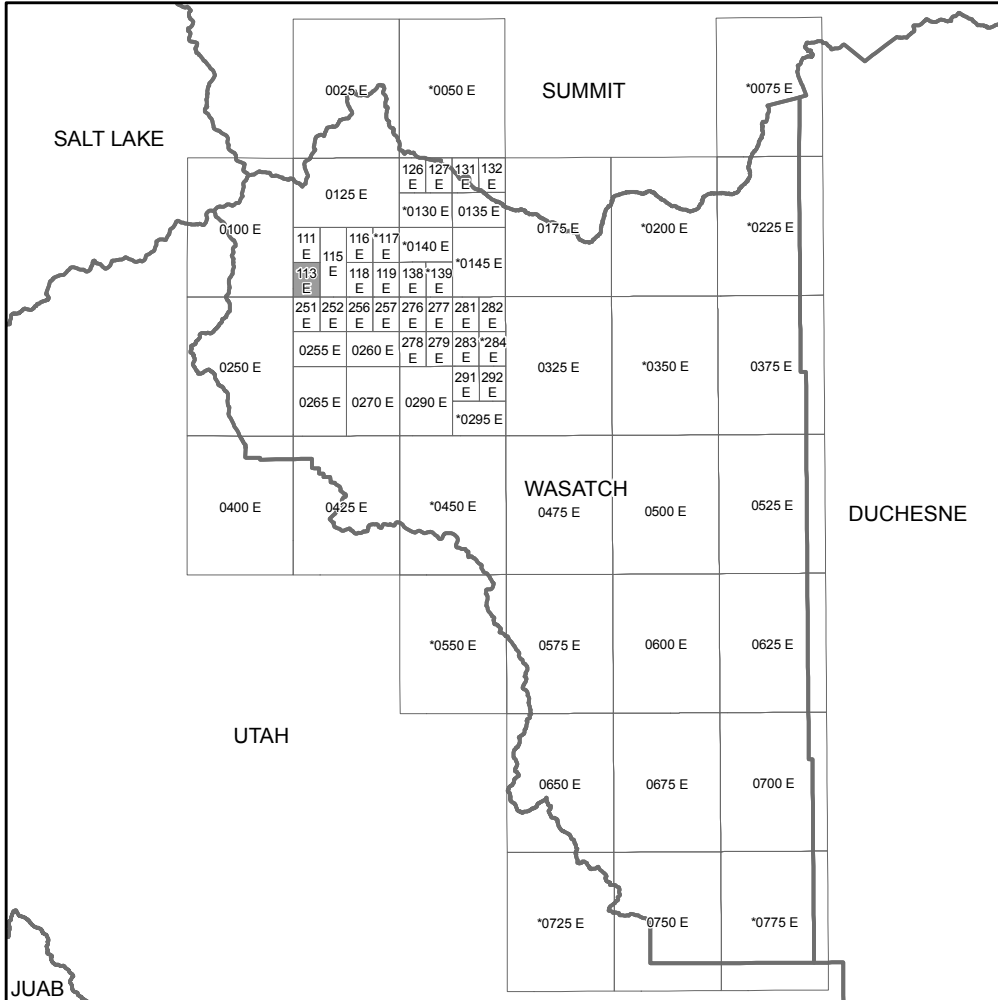 0025 E
*0050 E
SUMMIT
*0075 E
SALT LAKE
0100 E
0125 E
126
E
127
E
131
E
132
E
*0130 E
0135 E
0175 E
*0200 E
*0225 E
111
E
115
E
116
E
*117
E
*0140 E
*0145 E
113
E
118
E
119
E
138
E
*139
E
251
E
252
E
256
E
257
E
276
E
277
E
281
E
282
E
0250 E
0255 E
0260 E
278
E
279
E
283
E
*284
E
0325 E
*0350 E
0375 E
0265 E
0270 E
0290 E
291
E
292
E
*0295 E
WASATCH
0400 E
0425 E
*0450 E
0475 E
0500 E
0525 E
DUCHESNE
*0550 E
0575 E
0600 E
0625 E
UTAH
0650 E
0675 E
0700 E
*0725 E
0750 E
*0775 E
JUAB